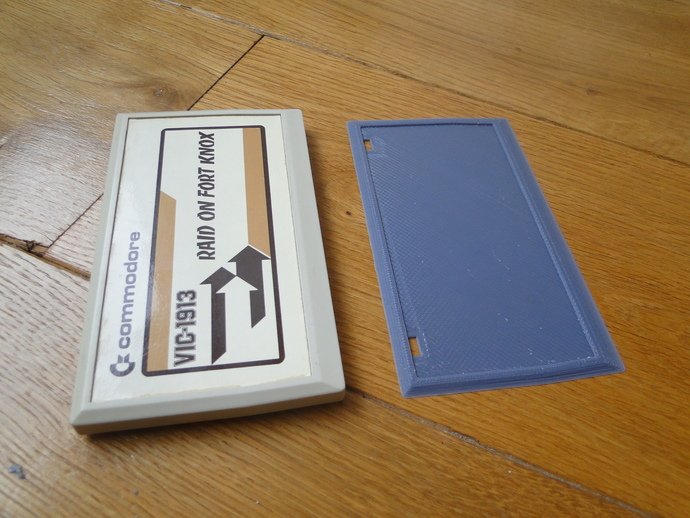 commodore
VIC-1913
RAID ON FORT KNOX